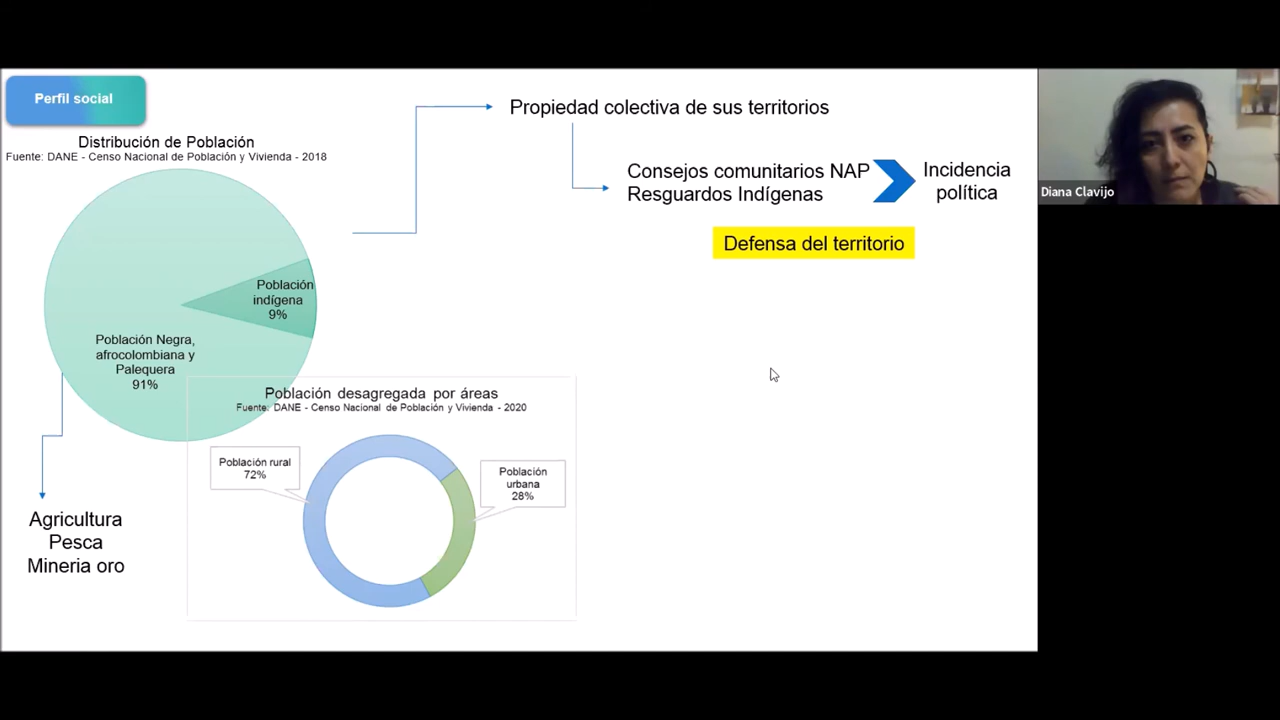 Perfil social
Distribución de Población
Fuente: DANE - Censo Nacional de Población y Vivienda - 2018
Población
indígena
9%
Población Negra,
afrocolombiana y
Palequera
91%
Propiedad colectiva de sus territorios
Consejos comunitarios NAP
Resguardos Indígenas
Incidencia
política
Defensa del territorio
Agricultura
Pesca
Mineria oro
Población desagregada por áreas
Fuente: DANE - Censo Nacional de Población y Vivienda - 2020
Población rural
72%
Población
urbana
28%
Diana Clavijo